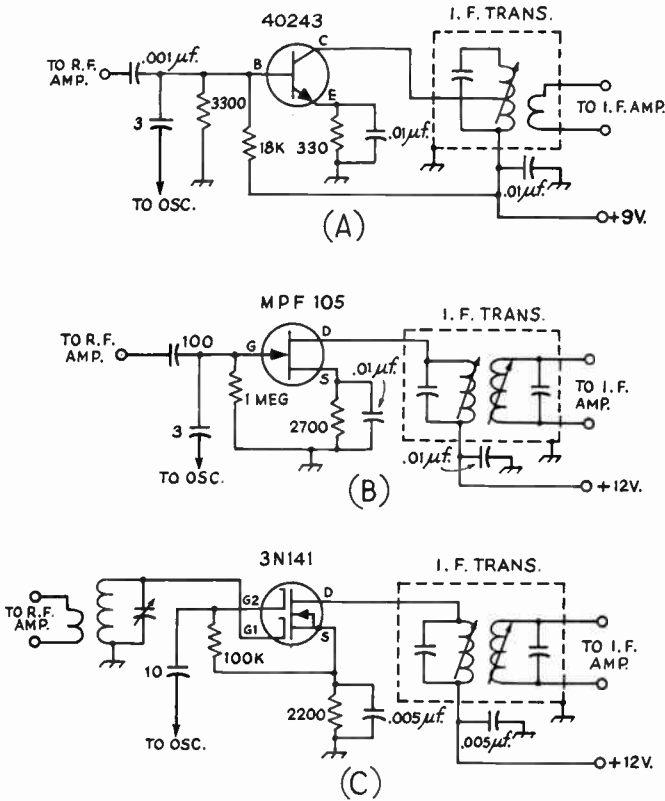 40243
I. F. TRANS.
TO R.F.
AMP.
.001µf.
B
C
E
3300
3
18K
330
.01µf.
TO I.F. AMP.
.01µf.
TO OSC.
+9V.
(A)
MPF 105
I. F. TRANS.
TO R.F.
AMP.
100
G
D
S
.01µf.
1 MEG
2700
3
TO I.F.
AMP.
TO OSC.
.01µf.
+12V.
(B)
3N141
I. F. TRANS.
TO R.F.
AMP.
G2
G1
D
S
100K
10
2200
.005µf.
TO I.F.
AMP.
.005µf.
TO OSC.
+12V.
(C)